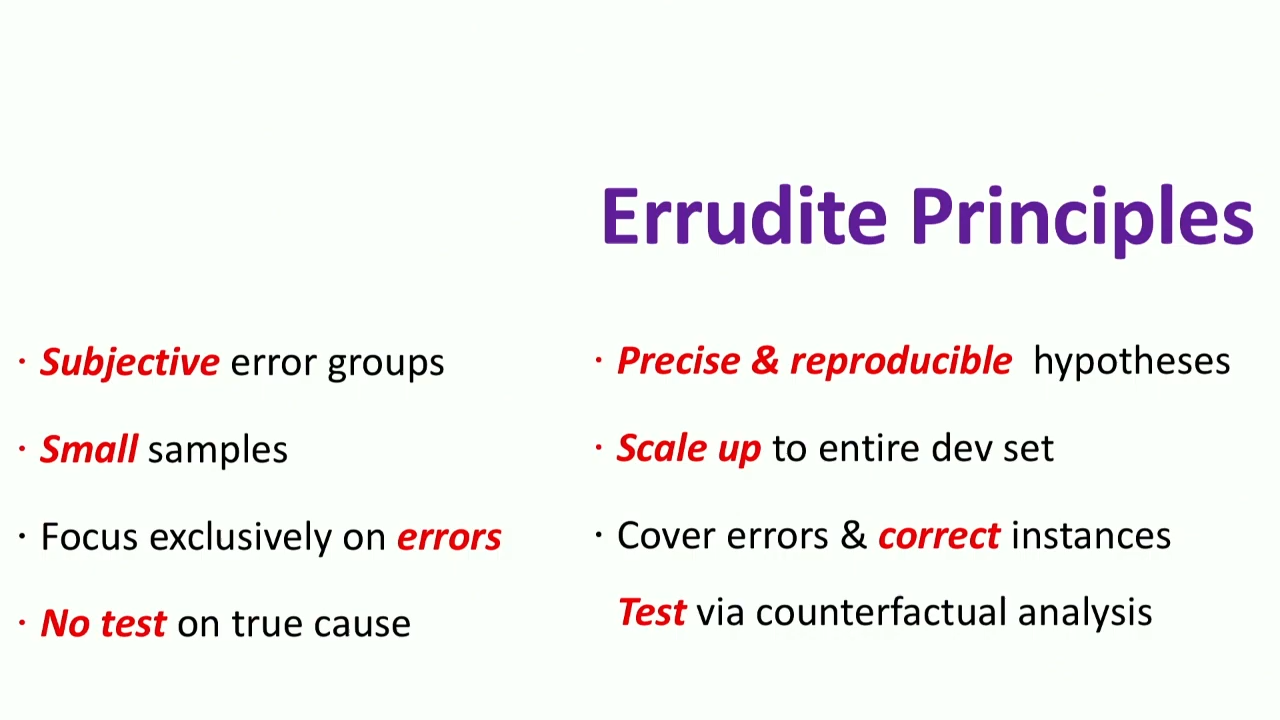 Errudite Principles
· Subjective error groups
· Small samples
· Focus exclusively on errors
· No test on true cause
· Precise & reproducible hypotheses
· Scale up to entire dev set
· Cover errors & correct instances
Test via counterfactual analysis